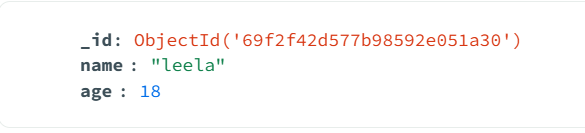 _id: ObjectId('69f2f42d577b98592e051a30')
name : "leela"
age : 18